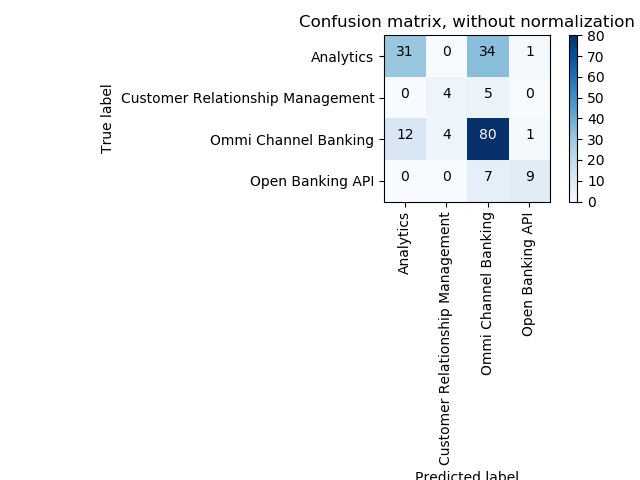 Confusion matrix, without normalization
True label
Analytics 31 0 34 1
Customer Relationship Management 0 4 5 0
Ommi Channel Banking 12 4 80 1
Open Banking API 0 0 7 9
80
70
60
50
40
30
20
10
0
Analytics
Customer Relationship Management
Ommi Channel Banking
Open Banking API
Predicted label